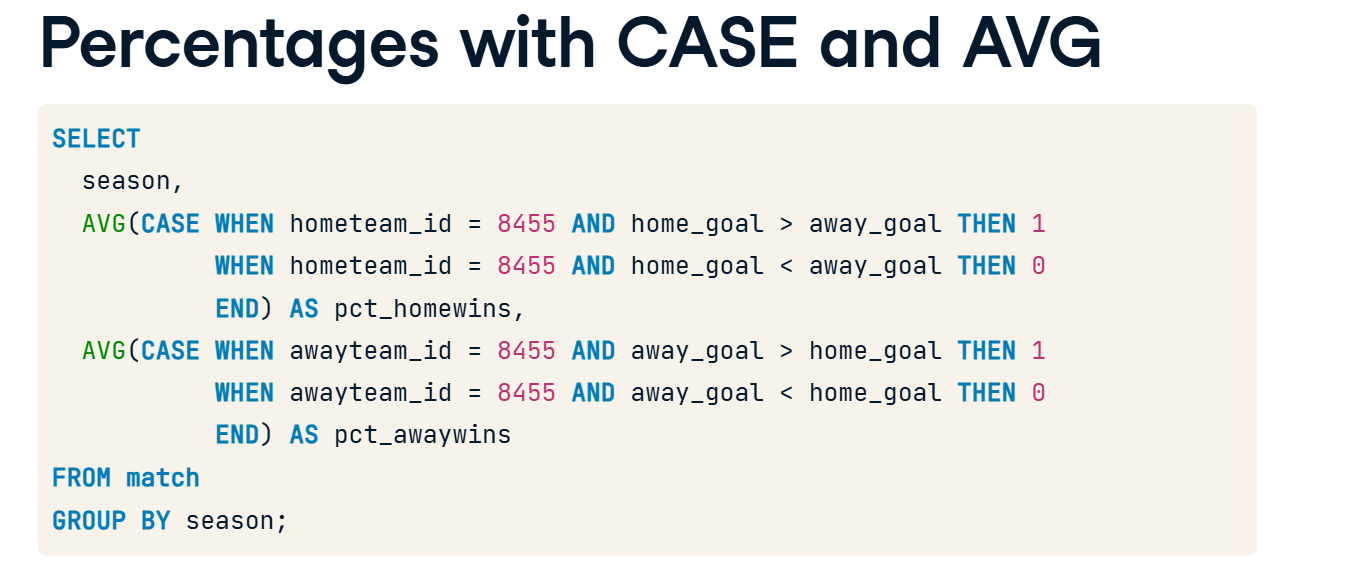 Percentages with CASE and AVG
SELECT
  season,
  AVG(CASE WHEN hometeam_id = 8455 AND home_goal > away_goal THEN 1
           WHEN hometeam_id = 8455 AND home_goal < away_goal THEN 0
           END) AS pct_homewins,
  AVG(CASE WHEN awayteam_id = 8455 AND away_goal > home_goal THEN 1
           WHEN awayteam_id = 8455 AND away_goal < home_goal THEN 0
           END) AS pct_awaywins
FROM match
GROUP BY season;